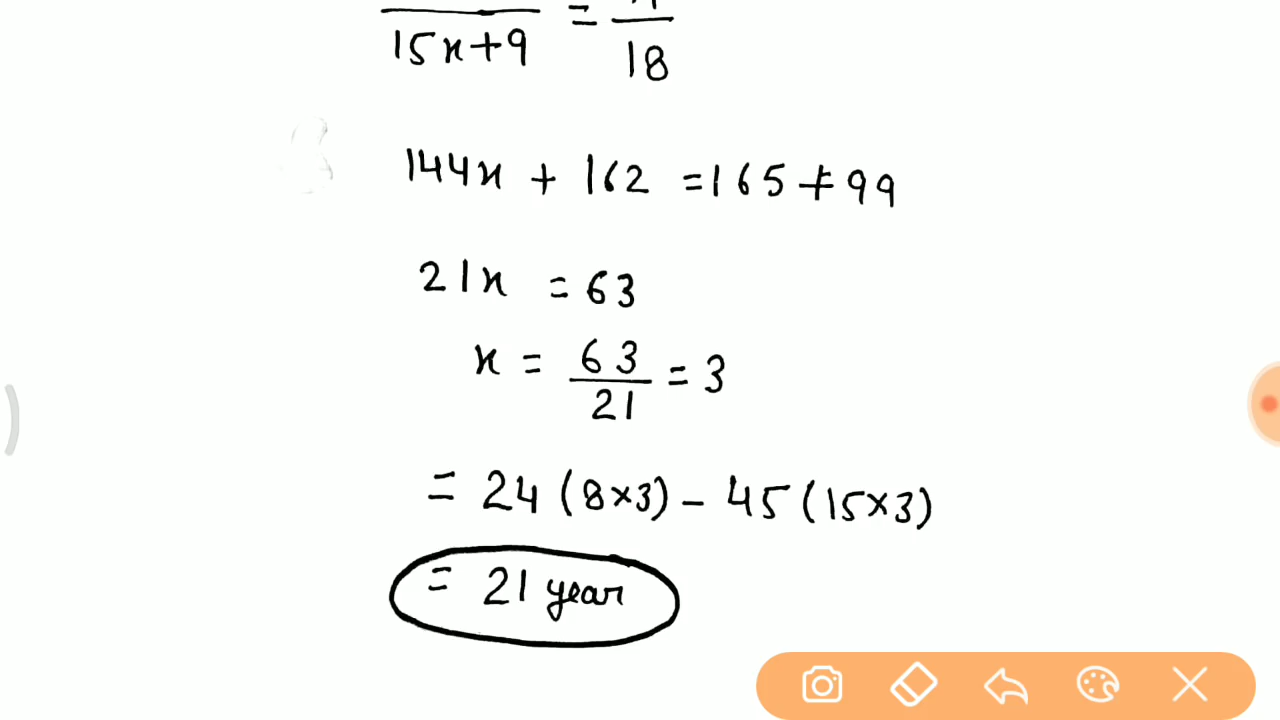 15x+9 = 18
144x + 162 = 165 + 99
21x = 63
x = 63/21 = 3
= 24 (8×3) - 45 (15×3)
= 21 year